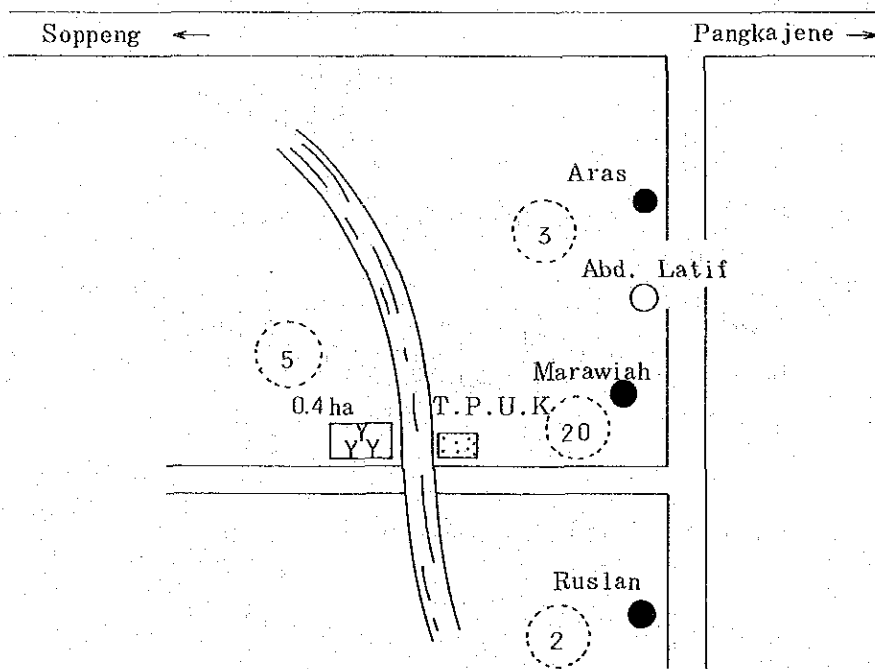 Soppeng ←
Pangkajene →
Aras
3
Abd. Latif
5
Marawiah
0.4 ha
T.P.U.K
20
Y
Y Y
Ruslan
2